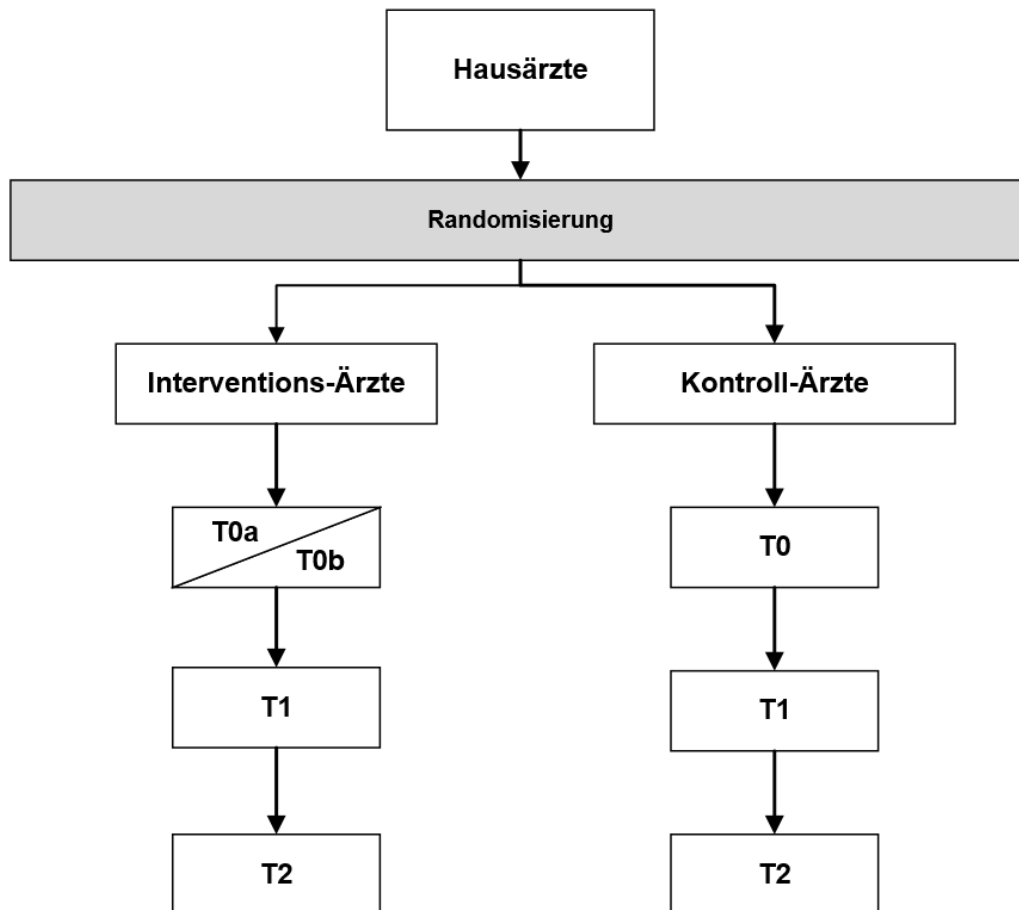 Hausärzte
Randomisierung
Interventions-Ärzte
Kontroll-Ärzte
T0a
T0b
T0
T1
T1
T2
T2